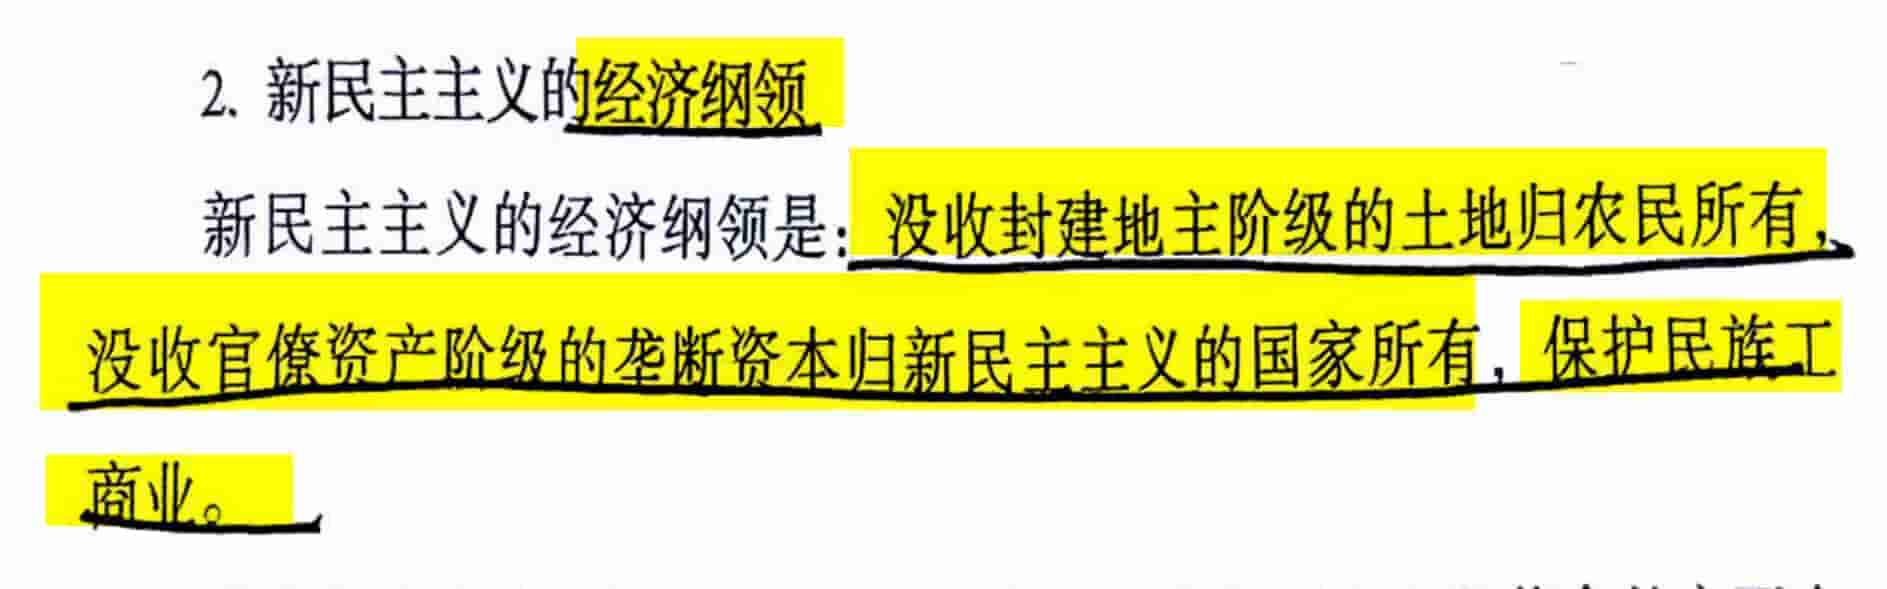 2. 新民主主义的经济纲领
新民主主义的经济纲领是：没收封建地主阶级的土地归农民所有，
没收官僚资产阶级的垄断资本归新民主主义的国家所有，保护民族工
商业。